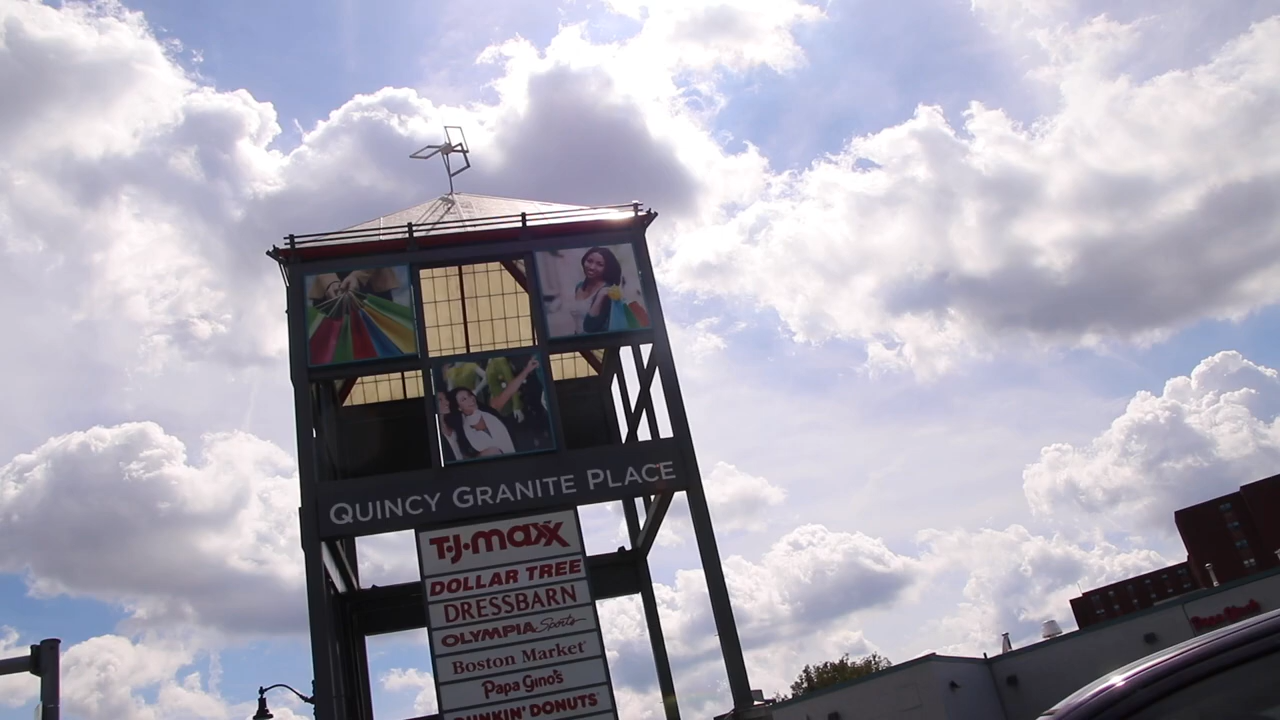 QUINCY GRANITE PLACE
T·J·maxx
DOLLAR TREE
DRESSBARN
OLYMPIA Sports
Boston Market
Papa Gino's
DUNKIN' DONUTS